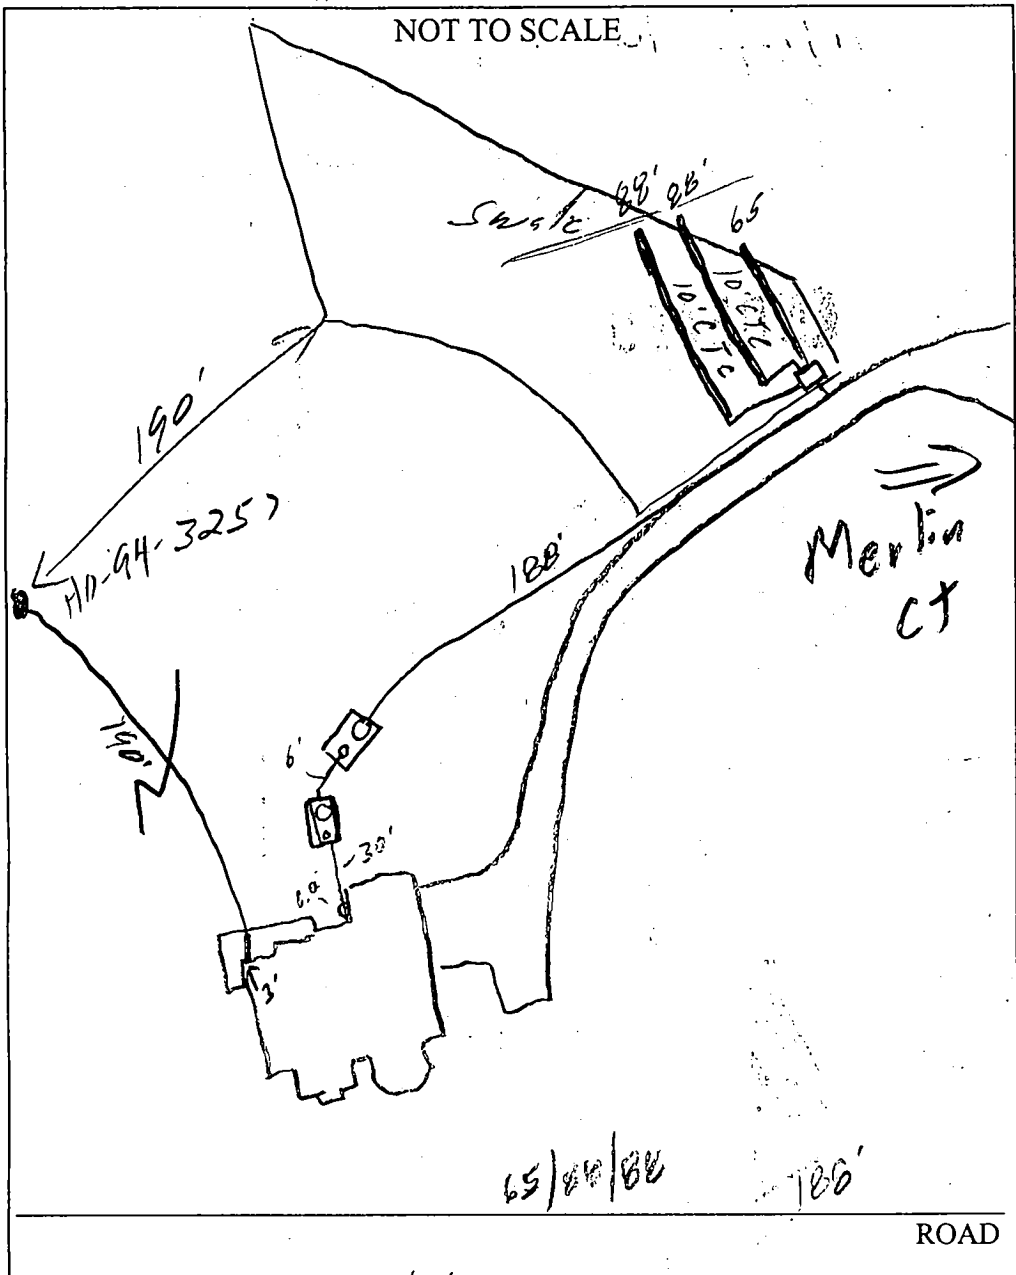 NOT TO SCALE
88' 88' 65
Swale
10' CTC
10' CTC
190'
HO-94-3257
188'
Merlin
Ct
190'
6'
30'
3'
65/88/88
188'
ROAD